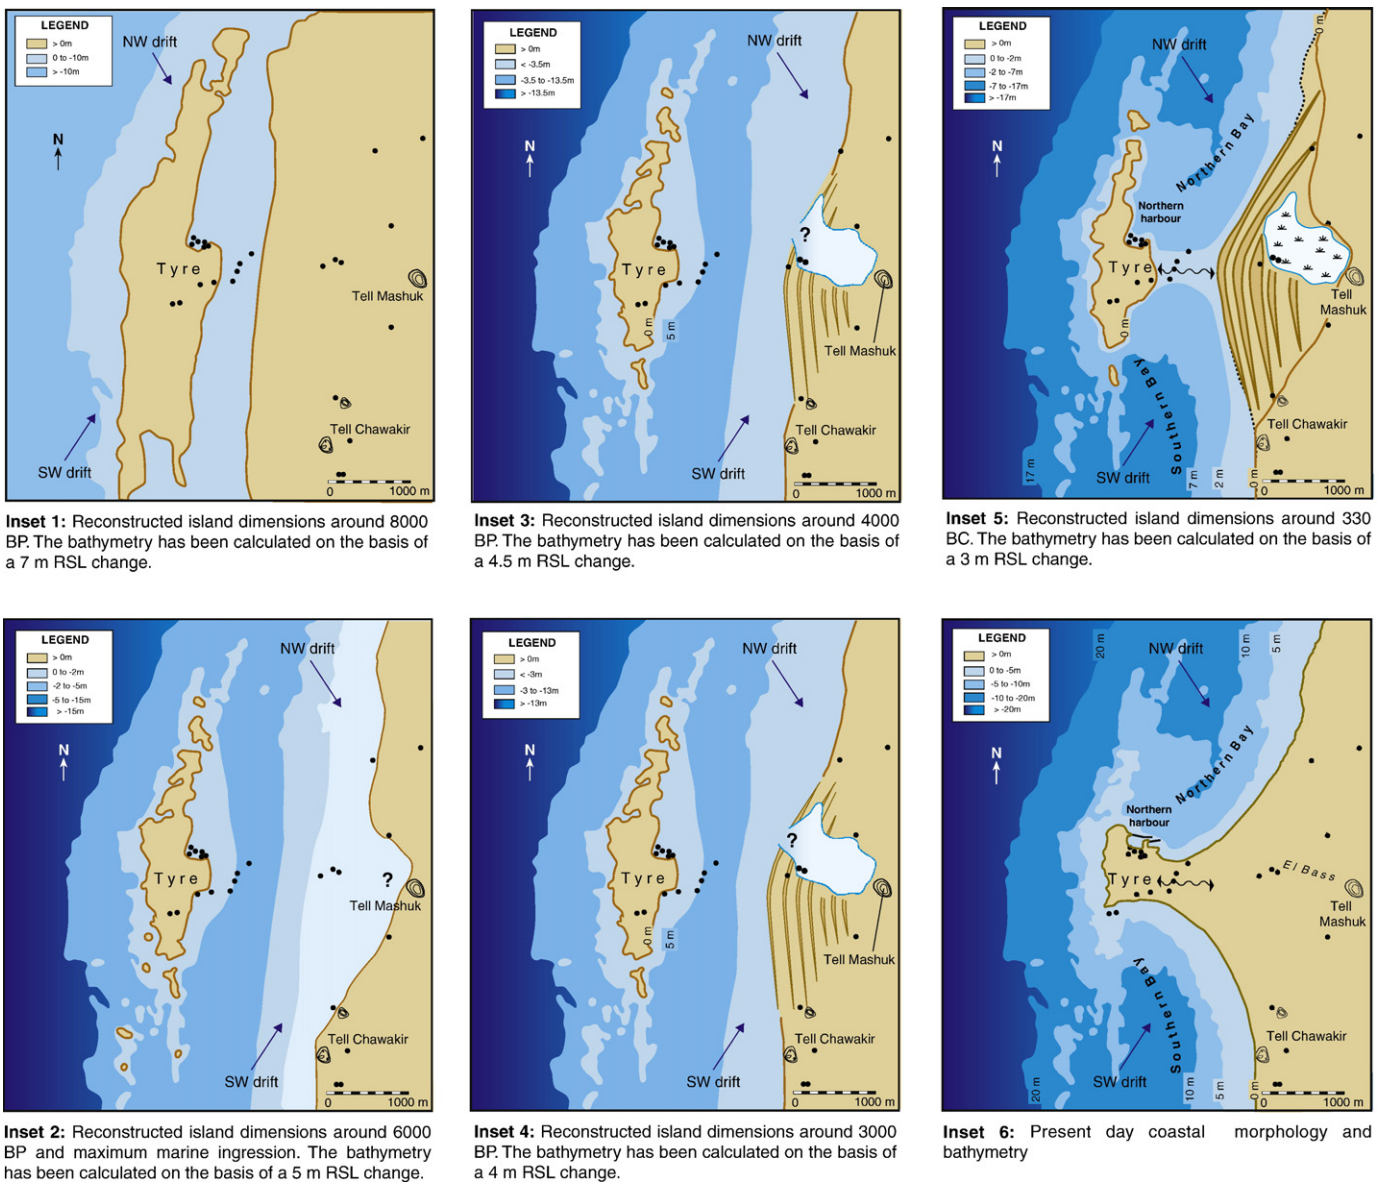 LEGEND
> 0m
0 to -10m
> -10m
NW drift
N
Tyre
Tell Mashuk
Tell Chawakir
SW drift
0 1000 m
Inset 1: Reconstructed island dimensions around 8000
BP. The bathymetry has been calculated on the basis of
a 7 m RSL change.
LEGEND
> 0m
< -3.5m
-3.5 to -13.5m
> -13.5m
NW drift
N
?
Tyre
0 m
5 m
Tell Mashuk
Tell Chawakir
SW drift
0 1000 m
Inset 3: Reconstructed island dimensions around 4000
BP. The bathymetry has been calculated on the basis of
a 4.5 m RSL change.
LEGEND
> 0m
0 to -2m
-2 to -7m
-7 to -17m
> -17m
NW drift
0 m
N
Northern Bay
Northern
harbour
Tyre
Tell
Mashuk
0 m
Southern Bay
Tell Chawakir
SW drift
17 m
7 m
2 m
0 m
0 1000 m
Inset 5: Reconstructed island dimensions around 330
BC. The bathymetry has been calculated on the basis of
a 3 m RSL change.
LEGEND
> 0m
0 to -2m
-2 to -5m
-5 to -15m
> -15m
NW drift
N
Tyre
?
Tell Mashuk
Tell Chawakir
SW drift
0 1000 m
Inset 2: Reconstructed island dimensions around 6000
BP and maximum marine ingression. The bathymetry
has been calculated on the basis of a 5 m RSL change.
LEGEND
> 0m
< -3m
-3 to -13m
> -13m
NW drift
N
?
Tyre
0 m
5 m
Tell Mashuk
Tell Chawakir
SW drift
0 1000 m
Inset 4: Reconstructed island dimensions around 3000
BP. The bathymetry has been calculated on the basis of
a 4 m RSL change.
LEGEND
> 0m
0 to -5m
-5 to -10m
-10 to -20m
> -20m
20 m
NW drift
10 m
5 m
N
Northern Bay
Northern
harbour
Tyre
El Bass
Tell
Mashuk
Southern Bay
Tell Chawakir
SW drift
20 m
10 m
5 m
0 m
0 1000 m
Inset 6: Present day coastal morphology and
bathymetry